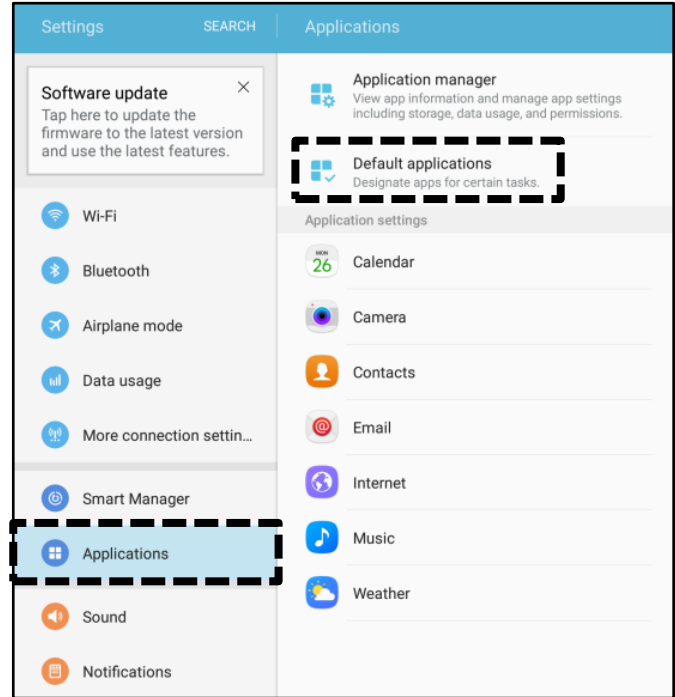 Settings
SEARCH
Software update
Tap here to update the
firmware to the latest version
and use the latest features.
Wi-Fi
Bluetooth
Airplane mode
Data usage
More connection settin...
Smart Manager
Applications
Sound
Notifications
Applications
Application manager
View app information and manage app settings
including storage, data usage, and permissions.
Default applications
Designate apps for certain tasks.
Application settings
MON
26
Calendar
Camera
Contacts
@
Email
Internet
Music
Weather